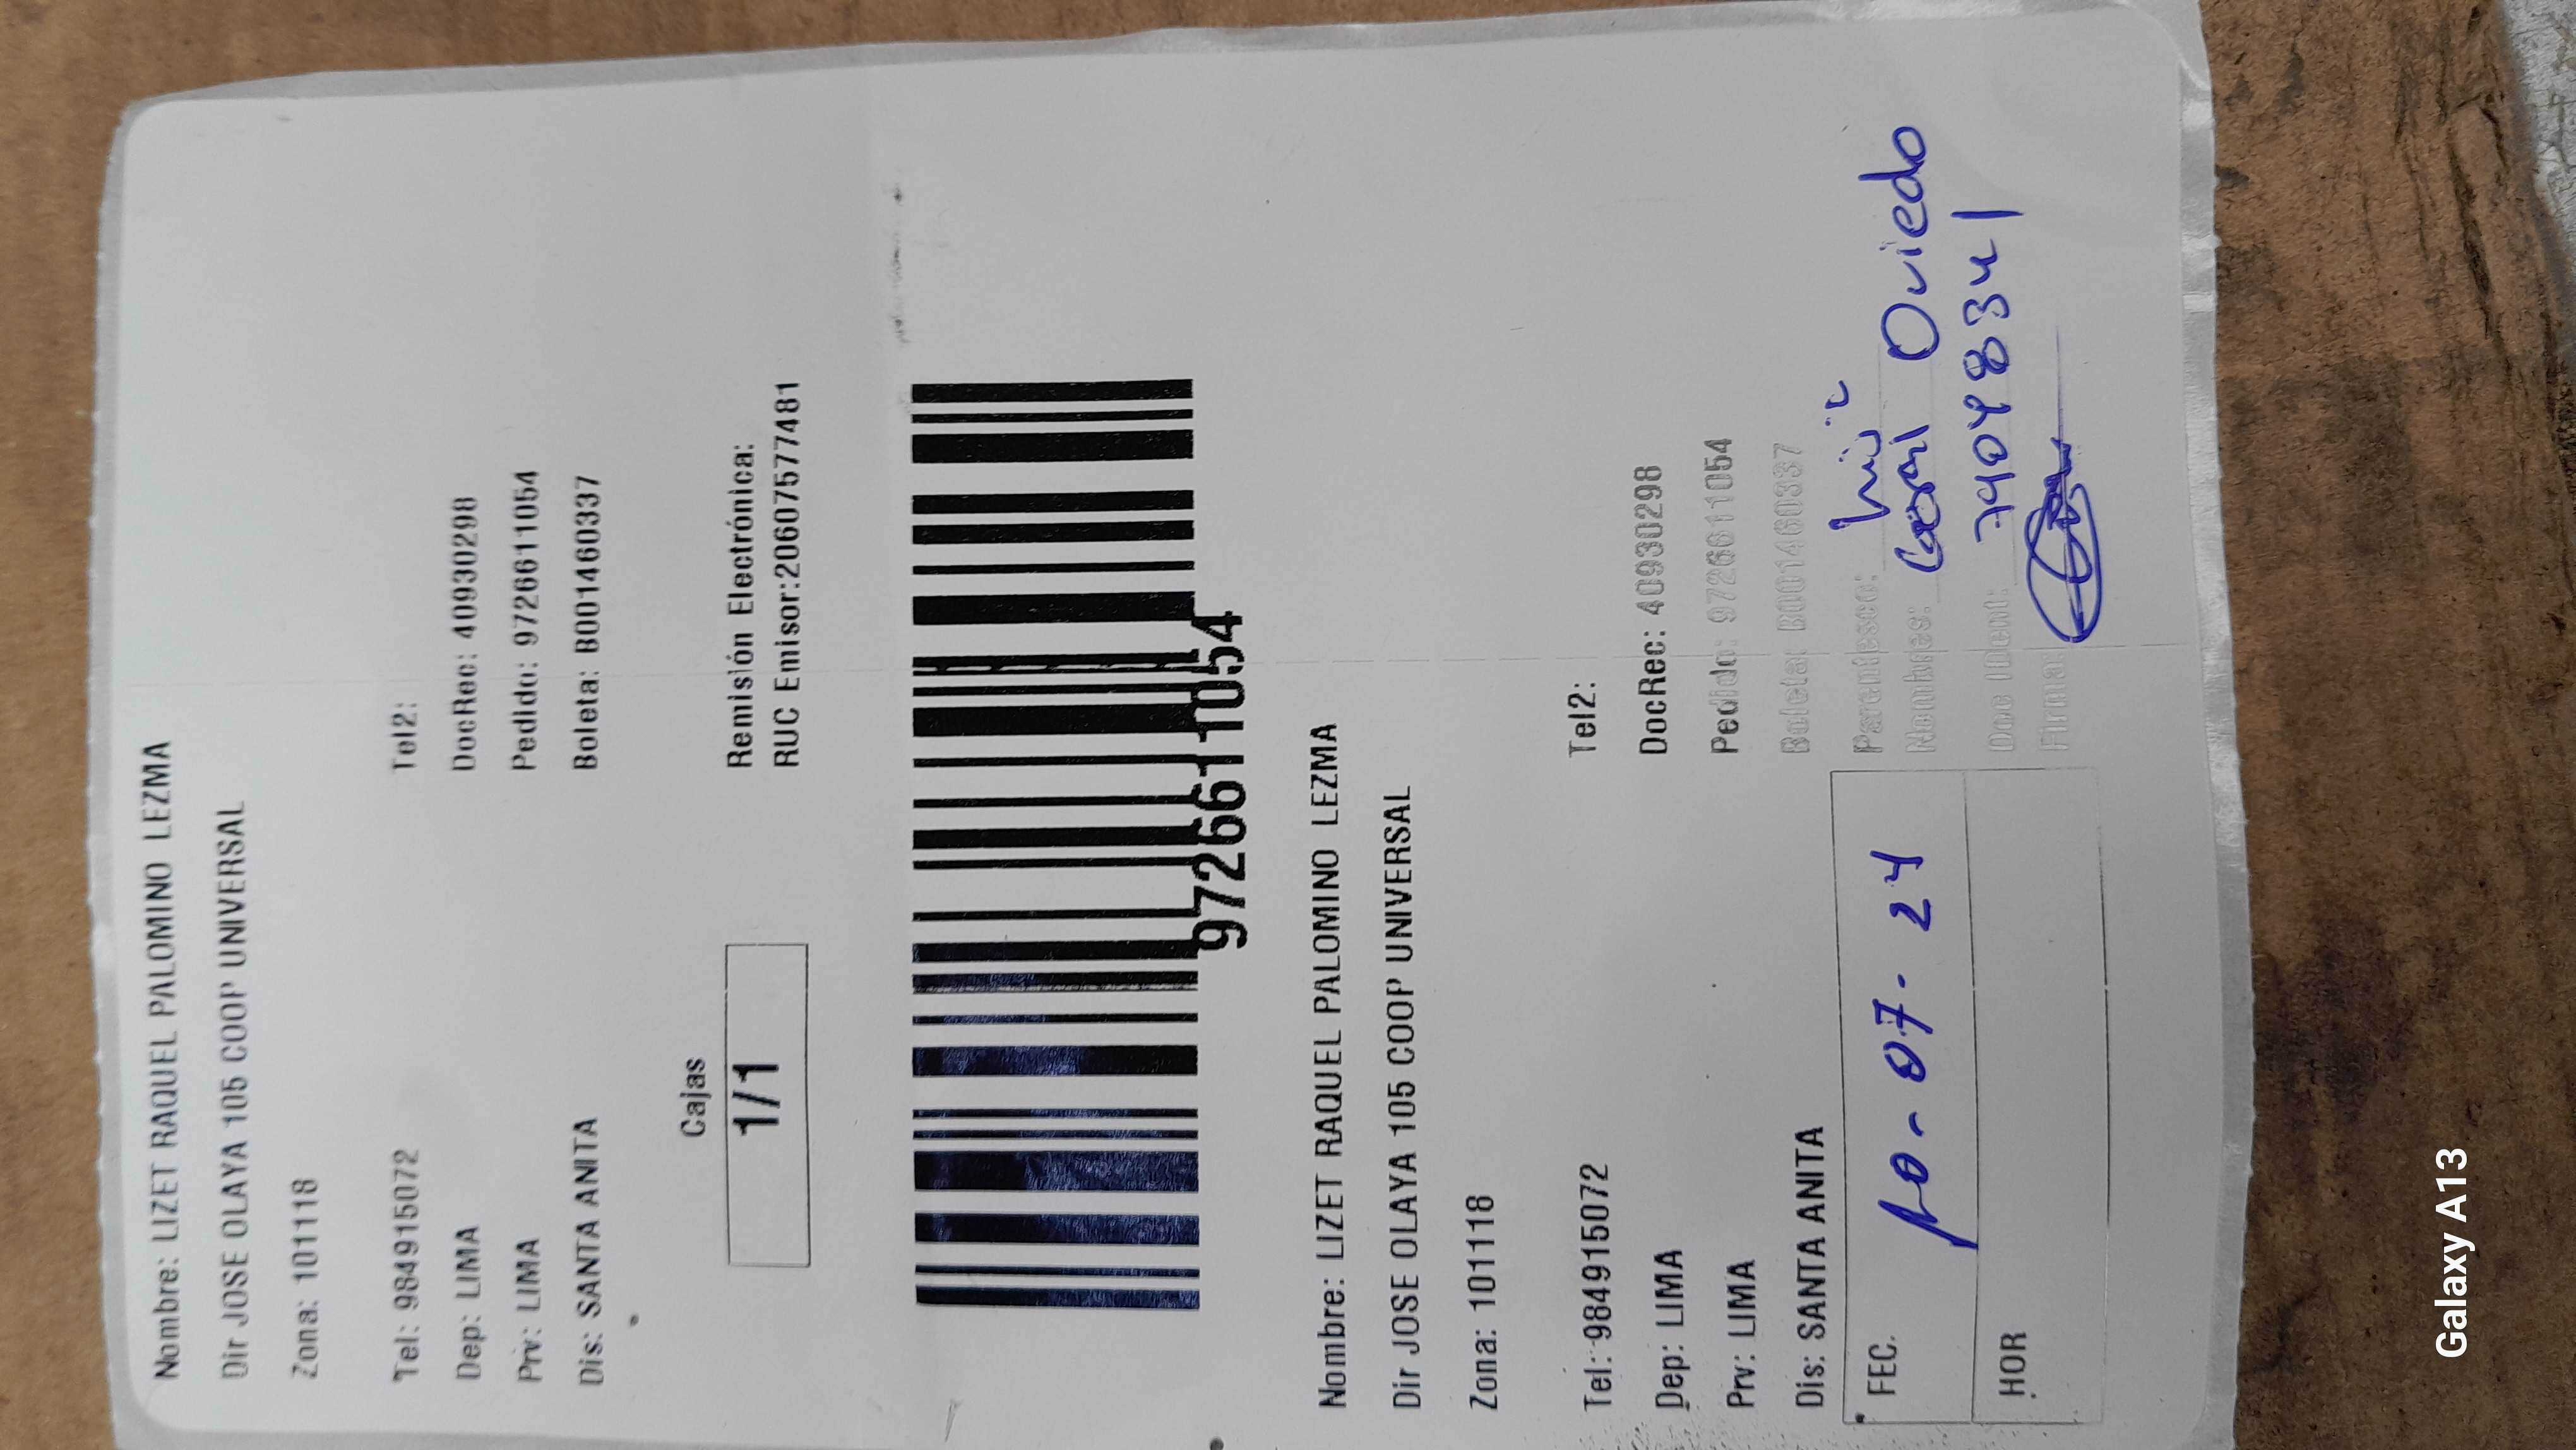 Nombre: LIZET RAQUEL PALOMINO LEZMA
Dir JOSE OLAYA 105 COOP UNIVERSAL
Zona: 101118
Tel: 984915072 Tel2:
Dep: LIMA DocRec: 40930298
Prv: LIMA Pedido: 9726611054
Dis: SANTA ANITA Boleta: B001460337
Cajas
1/1
Remisión Electrónica:
RUC Emisor:20607577481
9726611054
Nombre: LIZET RAQUEL PALOMINO LEZMA
Dir JOSE OLAYA 105 COOP UNIVERSAL
Zona: 101118
Tel: 984915072 Tel2:
Dep: LIMA DocRec: 40930298
Prv: LIMA Pedido: 9726611054
Dis: SANTA ANITA Boleta: B001460337
FEC. 10-07-24
HOR
Parentesco:
Nombres: Oviedo
Doc Ident:
Firma:
Galaxy A13